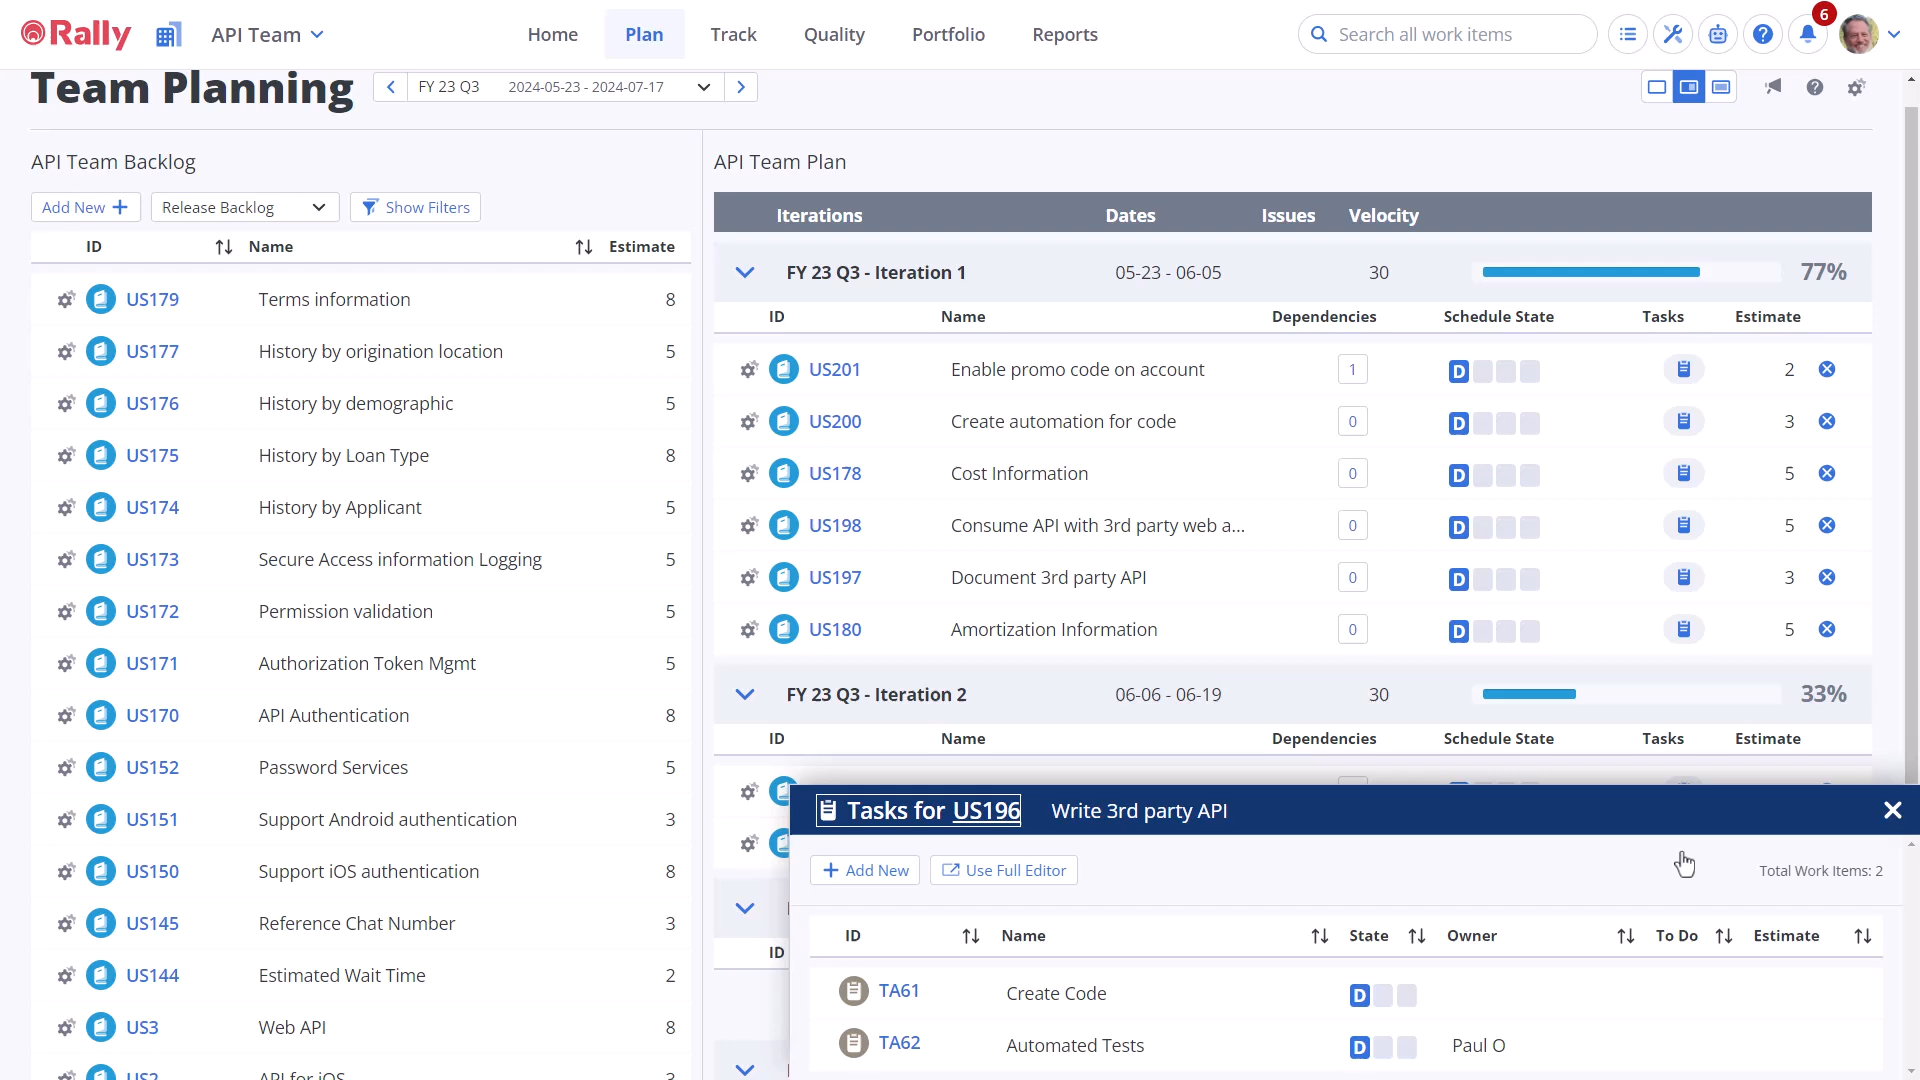 Rally API Team Home Plan Track Quality Portfolio Reports Search all work items 6
Team Planning FY 23 Q3 2024-05-23 - 2024-07-17
API Team Backlog
Add New Release Backlog Show Filters
ID Name Estimate
US179 Terms information 8
US177 History by origination location 5
US176 History by demographic 5
US175 History by Loan Type 8
US174 History by Applicant 5
US173 Secure Access information Logging 5
US172 Permission validation 5
US171 Authorization Token Mgmt 5
US170 API Authentication 8
US152 Password Services 5
US151 Support Android authentication 3
US150 Support iOS authentication 8
US145 Reference Chat Number 3
US144 Estimated Wait Time 2
US3 Web API 8
US2 API for iOS 3
API Team Plan
Iterations Dates Issues Velocity
FY 23 Q3 - Iteration 1 05-23 - 06-05 30 77%
ID Name Dependencies Schedule State Tasks Estimate
US201 Enable promo code on account 1 D 2
US200 Create automation for code 0 D 3
US178 Cost Information 0 D 5
US198 Consume API with 3rd party web a... 0 D 5
US197 Document 3rd party API 0 D 3
US180 Amortization Information 0 D 5
FY 23 Q3 - Iteration 2 06-06 - 06-19 30 33%
ID Name Dependencies Schedule State Tasks Estimate
ID
Tasks for US196 Write 3rd party API
Add New Use Full Editor Total Work Items: 2
ID Name State Owner To Do Estimate
TA61 Create Code D
TA62 Automated Tests D Paul O